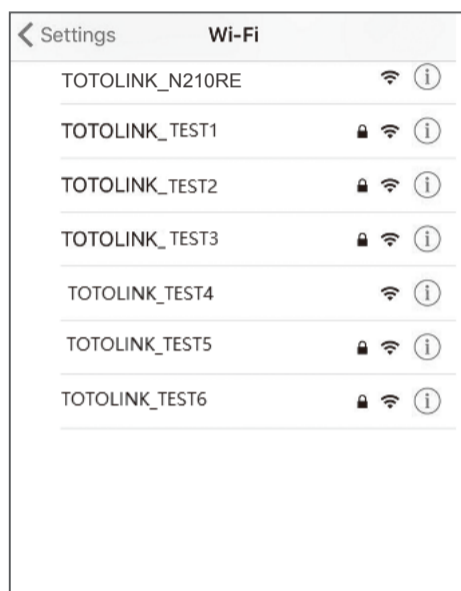 Settings Wi-Fi
TOTOLINK_N210RE
TOTOLINK_TEST1
TOTOLINK_TEST2
TOTOLINK_TEST3
TOTOLINK_TEST4
TOTOLINK_TEST5
TOTOLINK_TEST6